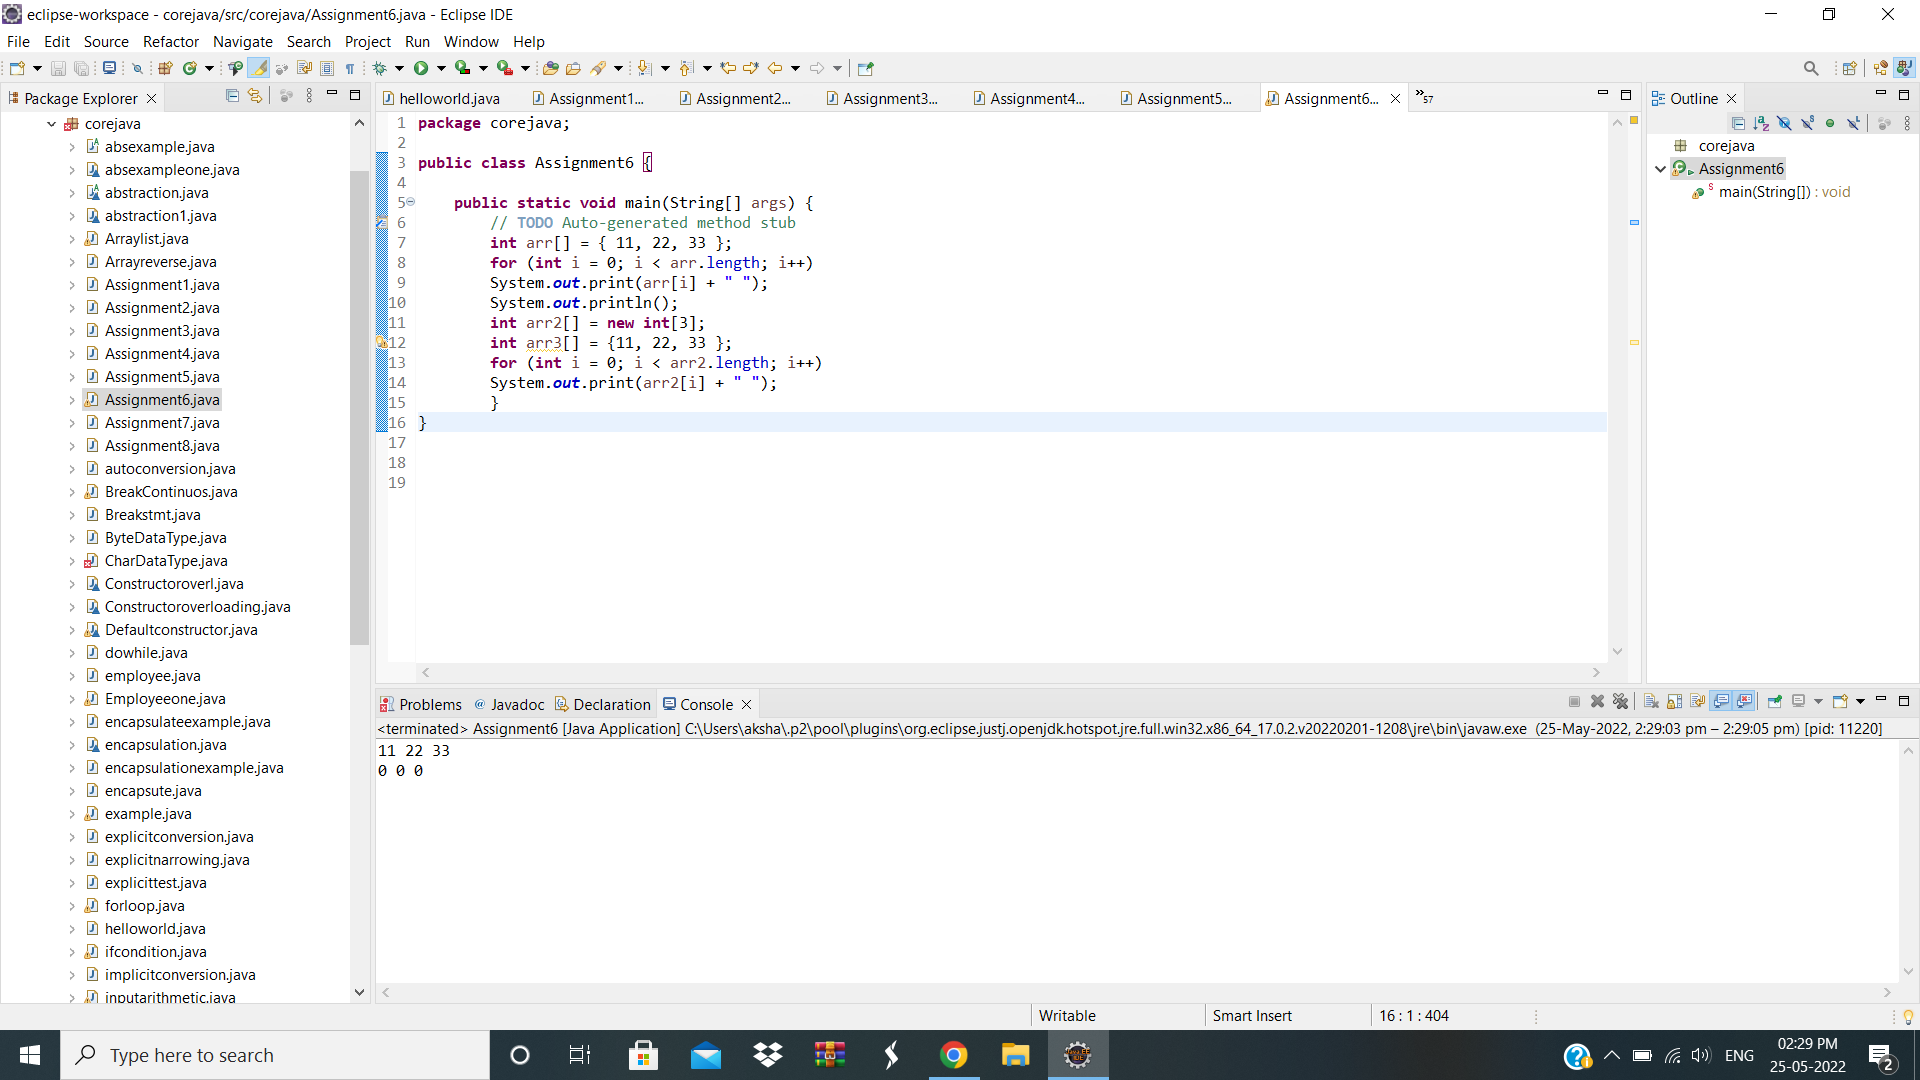 eclipse-workspace - corejava/src/corejava/Assignment6.java - Eclipse IDE
File Edit Source Refactor Navigate Search Project Run Window Help
Package Explorer
corejava
absexample.java
absexampleone.java
abstraction.java
abstraction1.java
Arraylist.java
Arrayreverse.java
Assignment1.java
Assignment2.java
Assignment3.java
Assignment4.java
Assignment5.java
Assignment6.java
Assignment7.java
Assignment8.java
autoconversion.java
BreakContinuos.java
Breakstmt.java
ByteDataType.java
CharDataType.java
Constructoroverl.java
Constructoroverloading.java
Defaultconstructor.java
dowhile.java
employee.java
Employeeone.java
encapsulateexample.java
encapsulation.java
encapsulationexample.java
encapsute.java
example.java
explicitconversion.java
explicitnarrowing.java
explicittest.java
forloop.java
helloworld.java
ifcondition.java
implicitconversion.java
inputarithmetic.java
helloworld.java Assignment1... Assignment2... Assignment3... Assignment4... Assignment5... Assignment6... »57
1 package corejava;
2
3 public class Assignment6 {
4
5 public static void main(String[] args) {
6 // TODO Auto-generated method stub
7 int arr[] = { 11, 22, 33 };
8 for (int i = 0; i < arr.length; i++)
9 System.out.print(arr[i] + " ");
10 System.out.println();
11 int arr2[] = new int[3];
12 int arr3[] = {11, 22, 33 };
13 for (int i = 0; i < arr2.length; i++)
14 System.out.print(arr2[i] + " ");
15 }
16 }
17
18
19
Outline
corejava
Assignment6
main(String[]) : void
Problems @ Javadoc Declaration Console
<terminated> Assignment6 [Java Application] C:\Users\aksha\.p2\pool\plugins\org.eclipse.justj.openjdk.hotspot.jre.full.win32.x86_64_17.0.2.v20220201-1208\jre\bin\javaw.exe (25-May-2022, 2:29:03 pm – 2:29:05 pm) [pid: 11220]
11 22 33
0 0 0
Writable Smart Insert 16 : 1 : 404
Type here to search
ENG
02:29 PM
25-05-2022
2